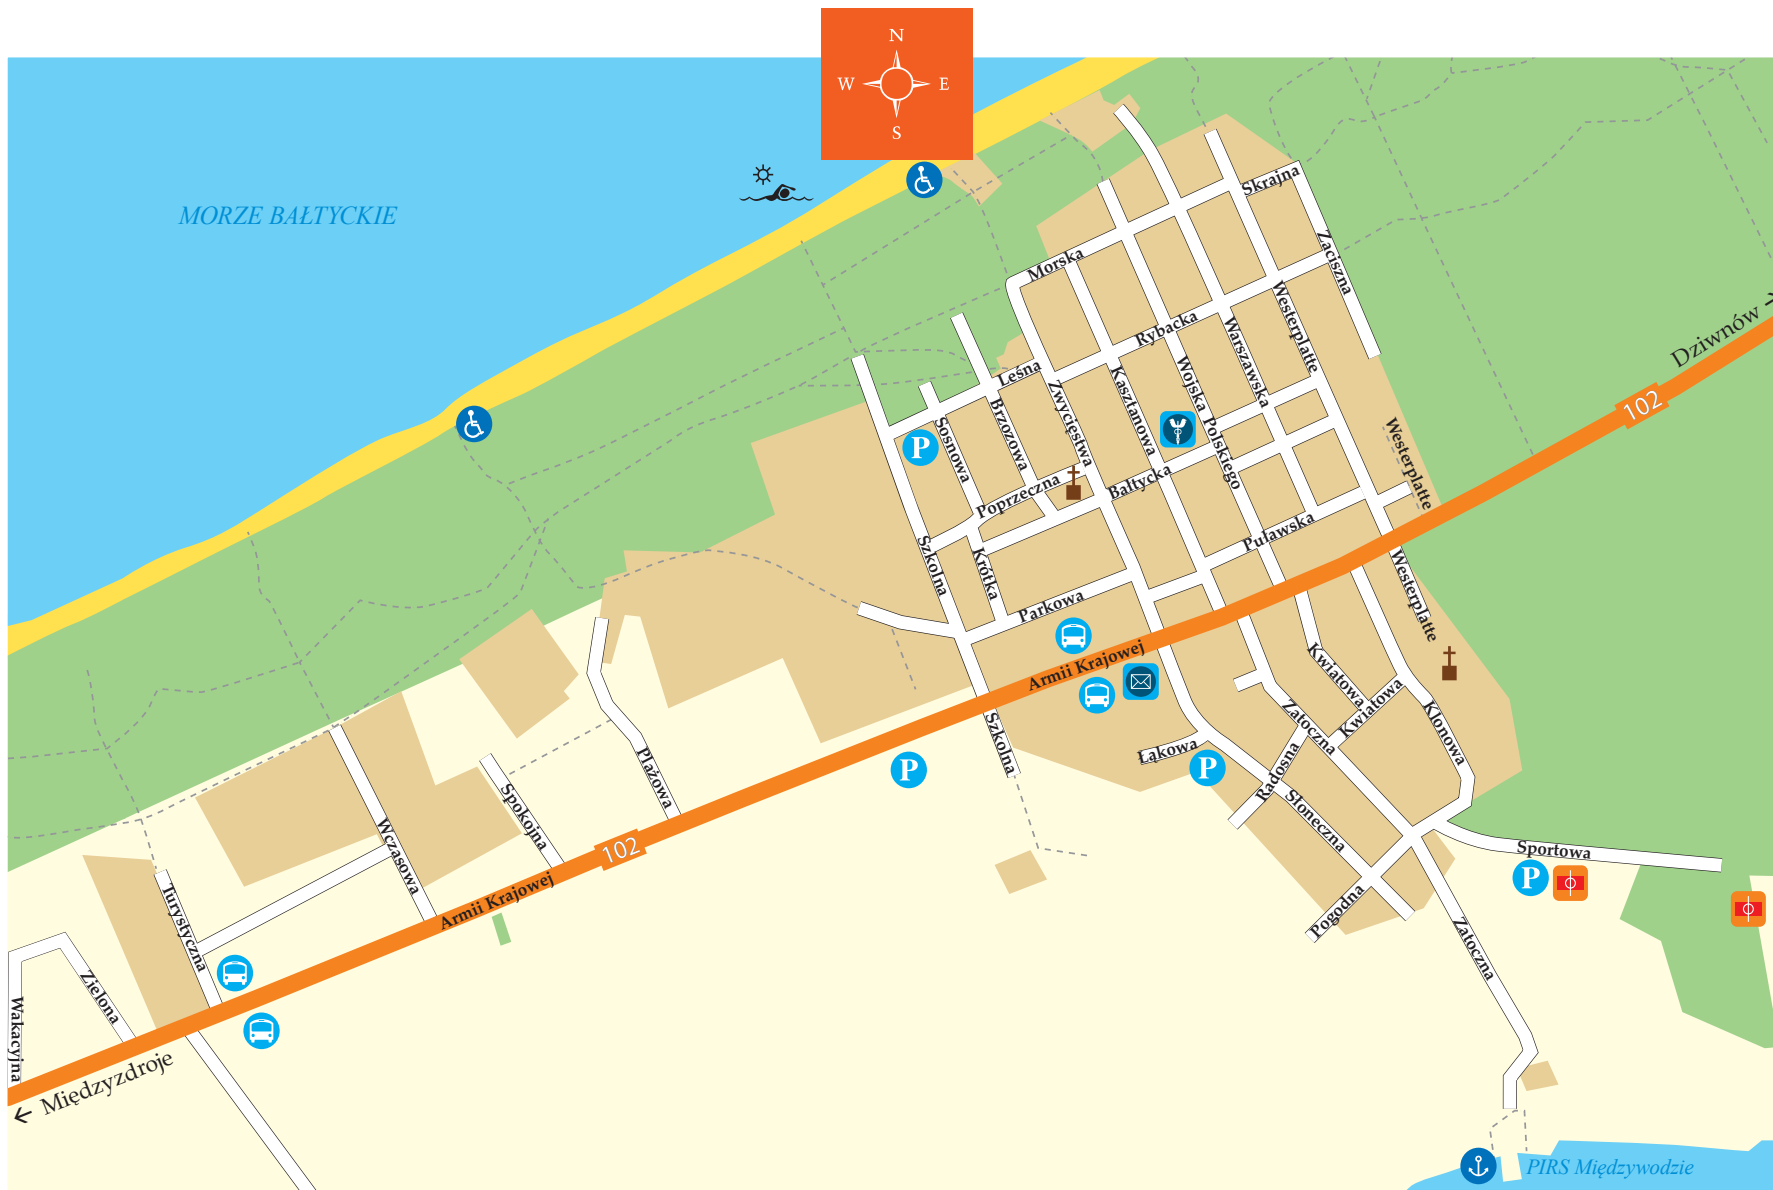 N
W
E
S
MORZE BAŁTYCKIE
Skrajna
Morska
Zaciszna
Westerplatte
Rybacka
Warszawska
Dziwnów
Leśna
Wojska Polskiego
Kasztanowa
Zwycięstwa
Brzozowa
102
P
Sosnowa
Westerplatte
Bałtycka
Poprzeczna
Puławska
Szkolna
Krótka
Westerplatte
Parkowa
Armii Krajowej
Kwiatowa
Kwiatowa
Zatoczna
Klonowa
Szkolna
Łąkowa
P
P
Radosna
Plażowa
Słoneczna
Spokojna
Wczasowa
102
Sportowa
P
Armii Krajowej
Pogodna
Turystyczna
Zatoczna
Zielona
Wakacyjna
Międzyzdroje
PIRS Międzywodzie